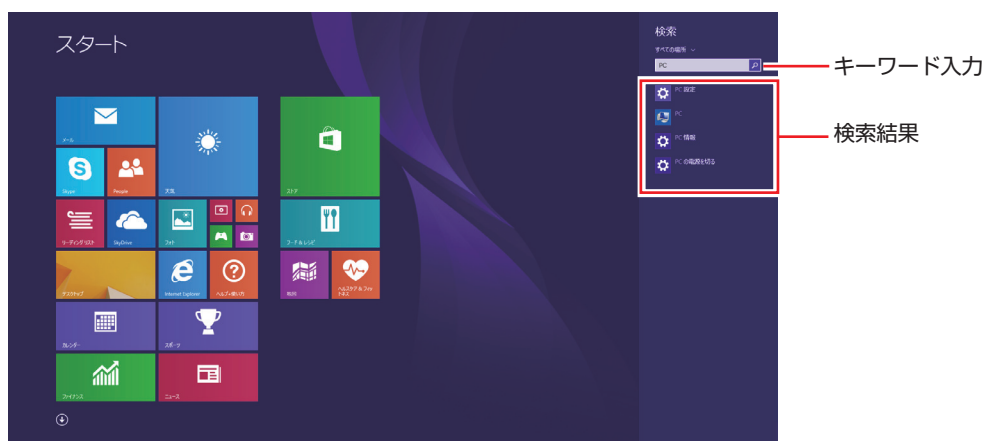 スタート
検索
すべての場所
PC
キーワード入力
PC 設定
PC
PC 情報
PC の電源を切る
検索結果
メール
天気
ストア
Skype
People
リーディング リスト
SkyDrive
フォト
フード & レシピ
デスクトップ
Internet Explorer
ヘルプ+使い方
地図
ヘルスケア & フィットネス
カレンダー
スポーツ
ファイナンス
ニュース